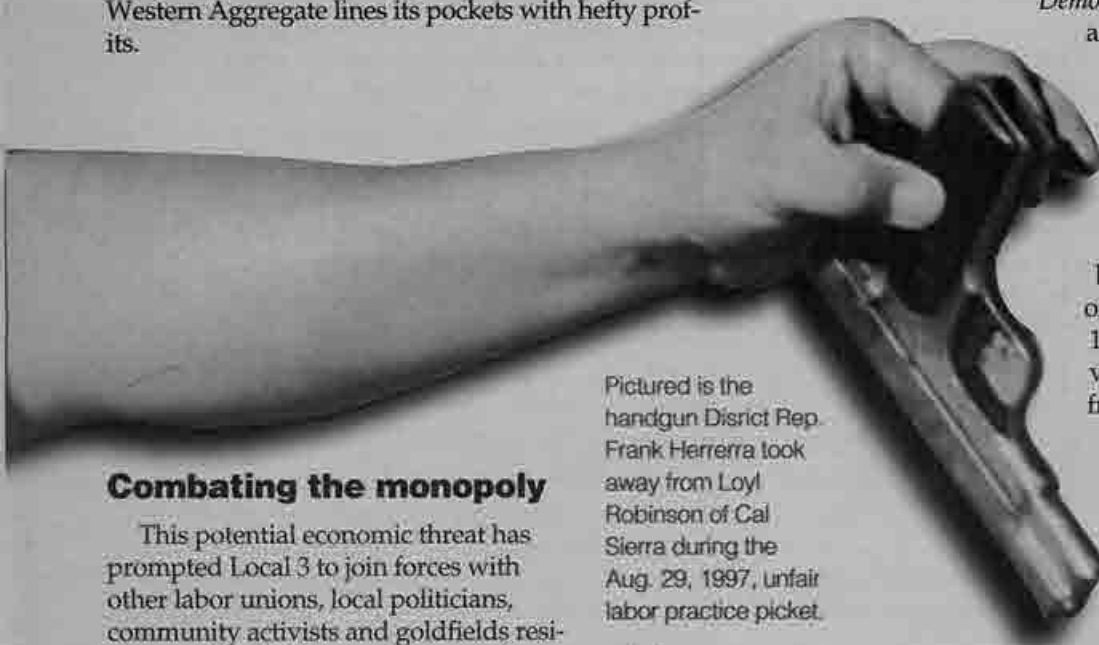 Western Aggregate lines its pockets with hefty prof-
its.
Combating the monopoly
This potential economic threat has
prompted Local 3 to join forces with
other labor unions, local politicians,
community activists and goldfields resi-
Pictured is the
handgun Disrict Rep.
Frank Herrerra took
away from Loyl
Robinson of Cal
Sierra during the
Aug. 29, 1997, unfair
labor practice picket.